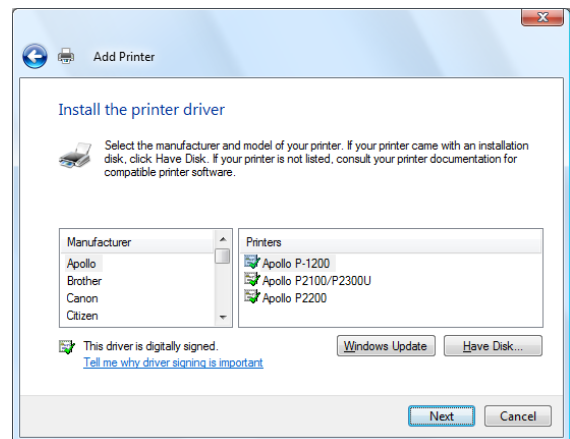 Add Printer
Install the printer driver
Select the manufacturer and model of your printer. If your printer came with an installation
disk, click Have Disk. If your printer is not listed, consult your printer documentation for
compatible printer software.
Manufacturer
Apollo
Brother
Canon
Citizen
Printers
Apollo P-1200
Apollo P2100/P2300U
Apollo P2200
This driver is digitally signed.
Tell me why driver signing is important
Windows Update
Have Disk...
Next
Cancel